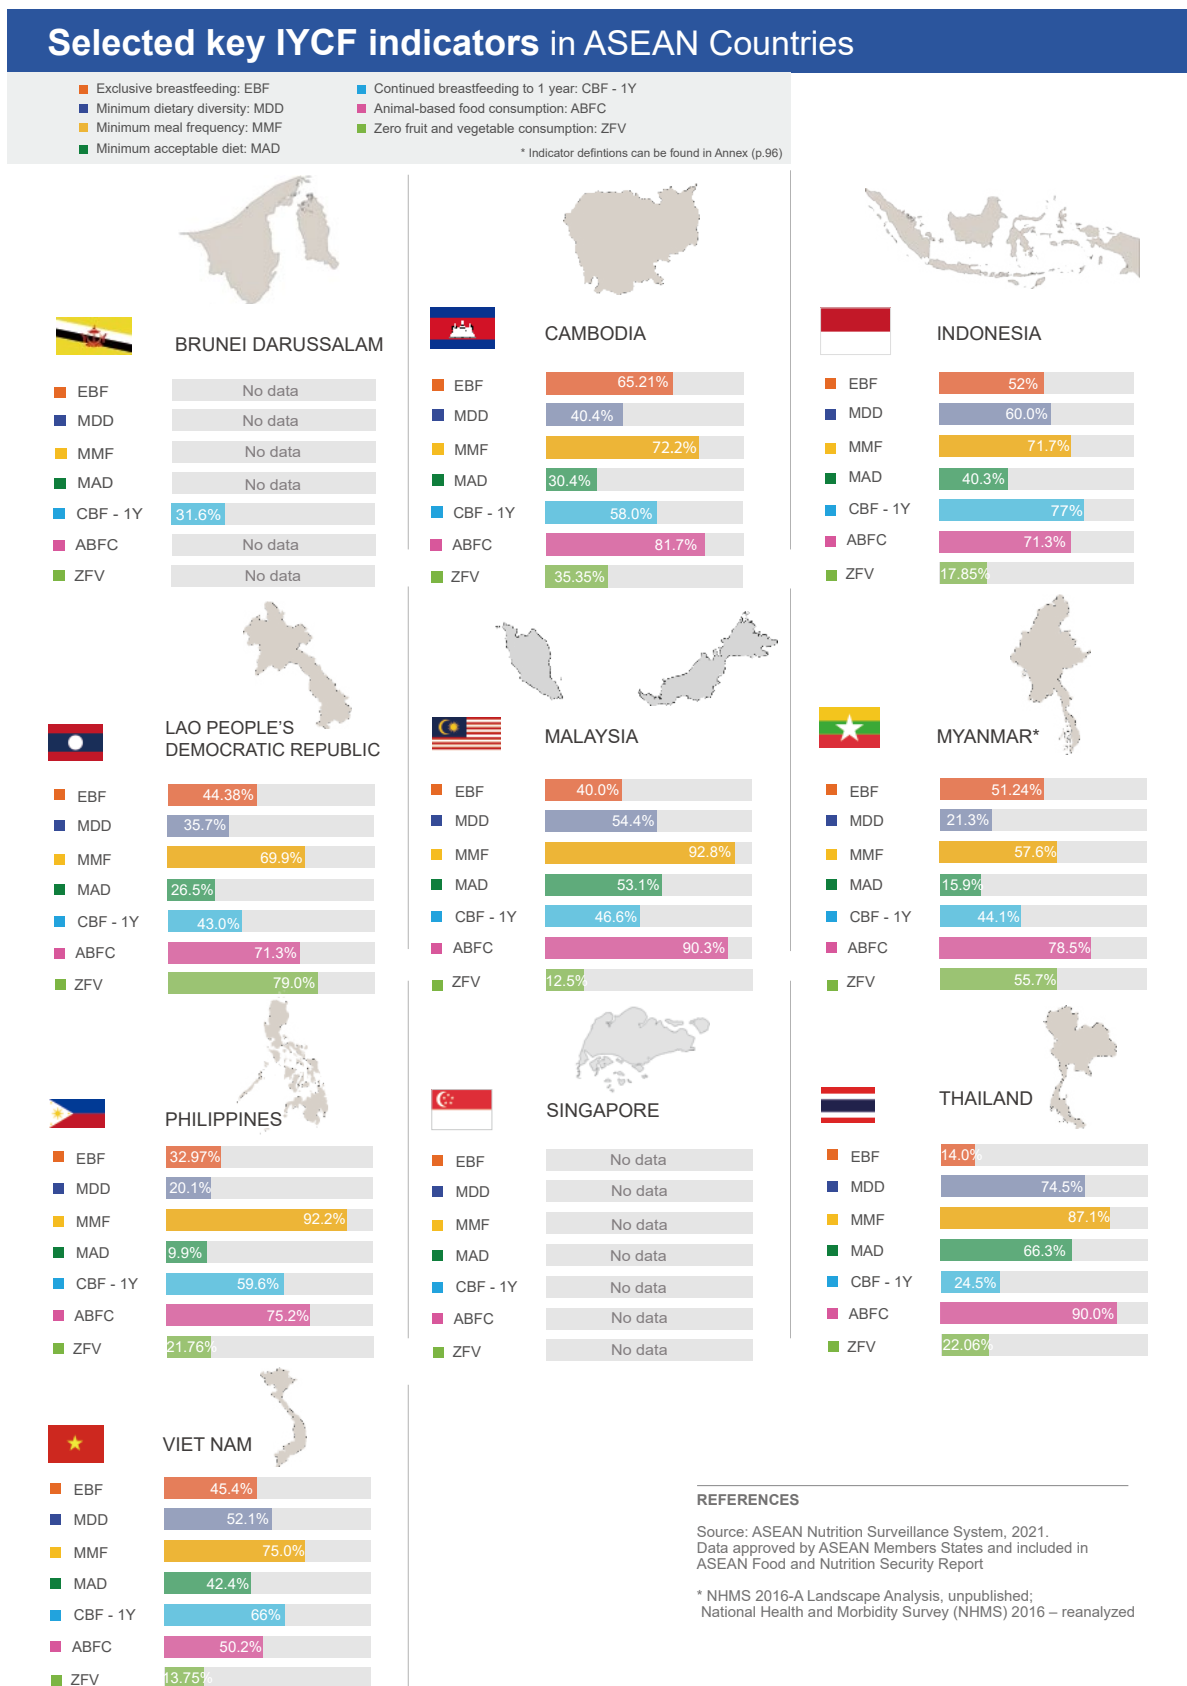 Selected key IYCF indicators in ASEAN Countries
Exclusive breastfeeding: EBF
Minimum dietary diversity: MDD
Minimum meal frequency: MMF
Minimum acceptable diet: MAD
Continued breastfeeding to 1 year: CBF - 1Y
Animal-based food consumption: ABFC
Zero fruit and vegetable consumption: ZFV
* Indicator defintions can be found in Annex (p.96)
BRUNEI DARUSSALAM
EBF No data
MDD No data
MMF No data
MAD No data
CBF - 1Y 31.6%
ABFC No data
ZFV No data
CAMBODIA
EBF 65.21%
MDD 40.4%
MMF 72.2%
MAD 30.4%
CBF - 1Y 58.0%
ABFC 81.7%
ZFV 35.35%
INDONESIA
EBF 52%
MDD 60.0%
MMF 71.7%
MAD 40.3%
CBF - 1Y 77%
ABFC 71.3%
ZFV 17.85%
LAO PEOPLE'S
DEMOCRATIC REPUBLIC
EBF 44.38%
MDD 35.7%
MMF 69.9%
MAD 26.5%
CBF - 1Y 43.0%
ABFC 71.3%
ZFV 79.0%
MALAYSIA
EBF 40.0%
MDD 54.4%
MMF 92.8%
MAD 53.1%
CBF - 1Y 46.6%
ABFC 90.3%
ZFV 12.5%
MYANMAR*
EBF 51.24%
MDD 21.3%
MMF 57.6%
MAD 15.9%
CBF - 1Y 44.1%
ABFC 78.5%
ZFV 55.7%
PHILIPPINES
EBF 32.97%
MDD 20.1%
MMF 92.2%
MAD 9.9%
CBF - 1Y 59.6%
ABFC 75.2%
ZFV 21.76%
SINGAPORE
EBF No data
MDD No data
MMF No data
MAD No data
CBF - 1Y No data
ABFC No data
ZFV No data
THAILAND
EBF 14.0%
MDD 74.5%
MMF 87.1%
MAD 66.3%
CBF - 1Y 24.5%
ABFC 90.0%
ZFV 22.06%
VIET NAM
EBF 45.4%
MDD 52.1%
MMF 75.0%
MAD 42.4%
CBF - 1Y 66%
ABFC 50.2%
ZFV 13.75%
REFERENCES
Source: ASEAN Nutrition Surveillance System, 2021.
Data approved by ASEAN Members States and included in
ASEAN Food and Nutrition Security Report
* NHMS 2016-A Landscape Analysis, unpublished;
National Health and Morbidity Survey (NHMS) 2016 – reanalyzed